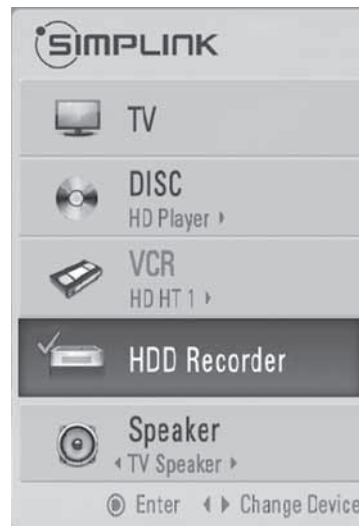 SIMPLINK
TV
DISC
HD Player ▶
VCR
HD HT 1 ▶
HDD Recorder
Speaker
◀ TV Speaker ▶
Enter ◀ ▶ Change Device